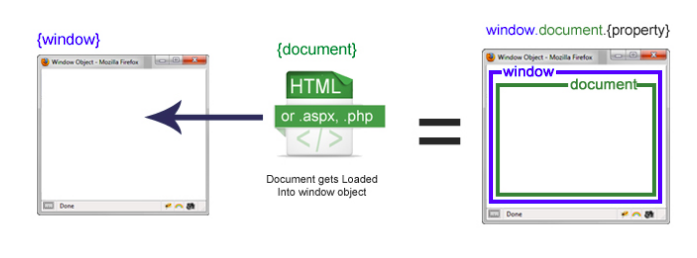 {window}
Window Object - Mozilla Firefox
Done
{document}
HTML
or .aspx, .php
</>
Document gets Loaded
Into window object
=
window.document.{property}
Window Object - Mozilla Firefox
window
document
Done